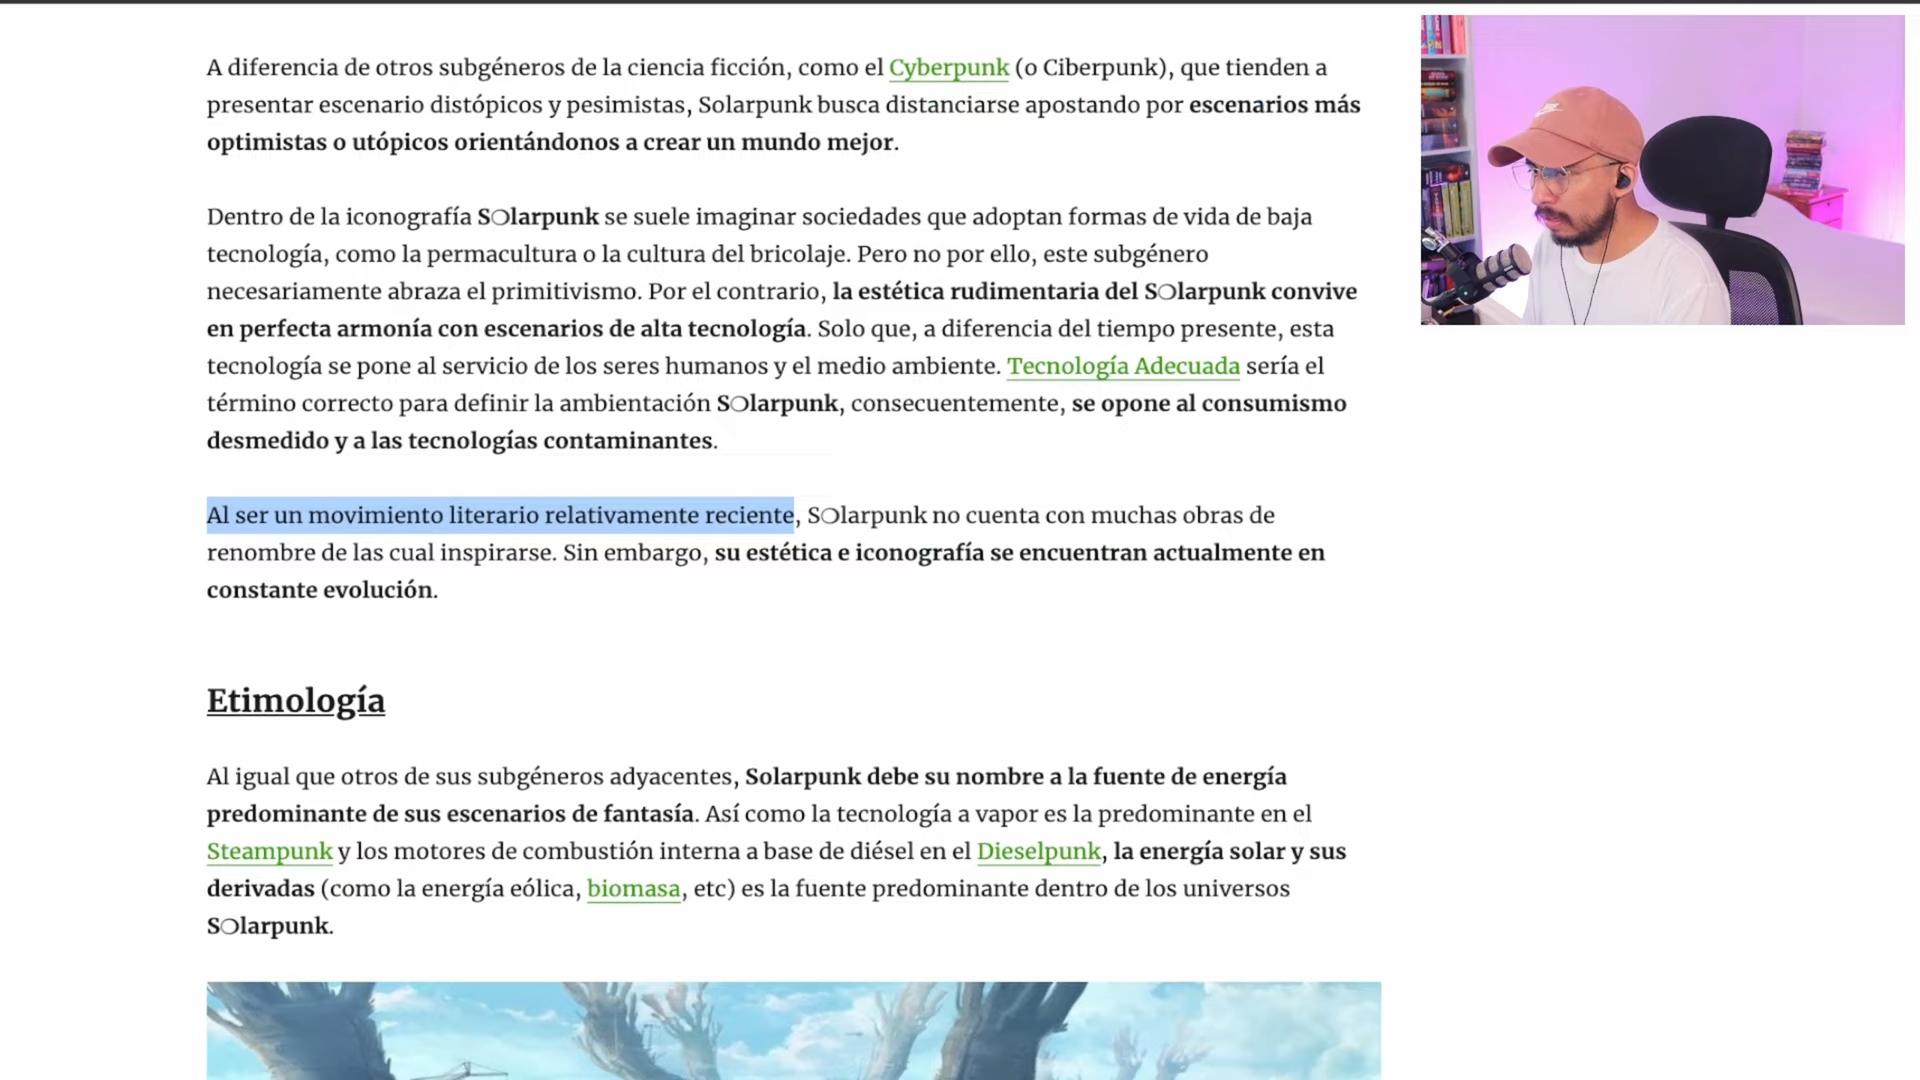 A diferencia de otros subgéneros de la ciencia ficción, como el Cyberpunk (o Ciberpunk), que tienden a
presentar escenario distópicos y pesimistas, Solarpunk busca distanciarse apostando por escenarios más
optimistas o utópicos orientándonos a crear un mundo mejor.
Dentro de la iconografía S❍larpunk se suele imaginar sociedades que adoptan formas de vida de baja
tecnología, como la permacultura o la cultura del bricolaje. Pero no por ello, este subgénero
necesariamente abraza el primitivismo. Por el contrario, la estética rudimentaria del S❍larpunk convive
en perfecta armonía con escenarios de alta tecnología. Solo que, a diferencia del tiempo presente, esta
tecnología se pone al servicio de los seres humanos y el medio ambiente. Tecnología Adecuada sería el
término correcto para definir la ambientación S❍larpunk, consecuentemente, se opone al consumismo
desmedido y a las tecnologías contaminantes.
Al ser un movimiento literario relativamente reciente, S❍larpunk no cuenta con muchas obras de
renombre de las cual inspirarse. Sin embargo, su estética e iconografía se encuentran actualmente en
constante evolución.
Etimología
Al igual que otros de sus subgéneros adyacentes, Solarpunk debe su nombre a la fuente de energía
predominante de sus escenarios de fantasía. Así como la tecnología a vapor es la predominante en el
Steampunk y los motores de combustión interna a base de diésel en el Dieselpunk, la energía solar y sus
derivadas (como la energía eólica, biomasa, etc) es la fuente predominante dentro de los universos
S❍larpunk.